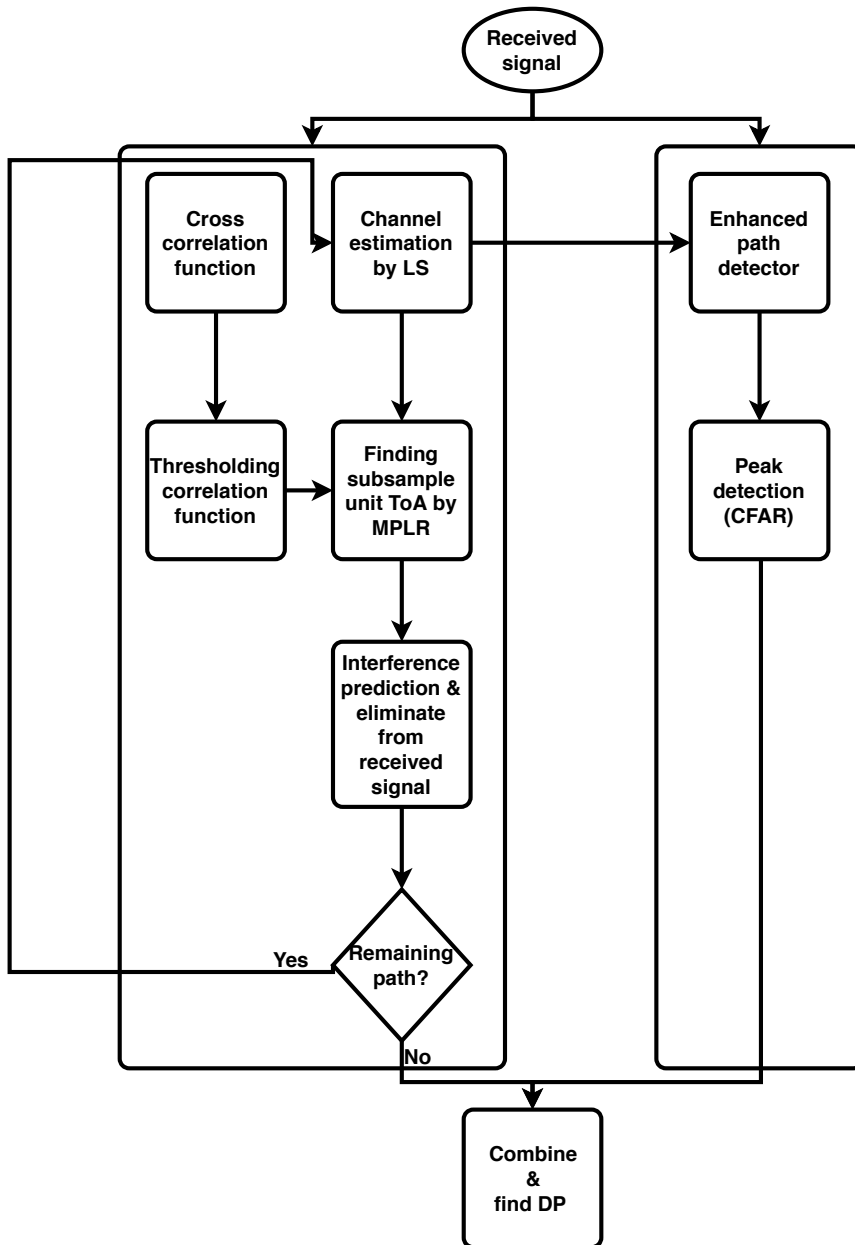 Received
signal
Cross
correlation
function
Channel
estimation
by LS
Enhanced
path
detector
Thresholding
correlation
function
Finding
subsample
unit ToA by
MPLR
Peak
detection
(CFAR)
Interference
prediction &
eliminate
from
received
signal
Yes
Remaining
path?
No
Combine
&
find DP